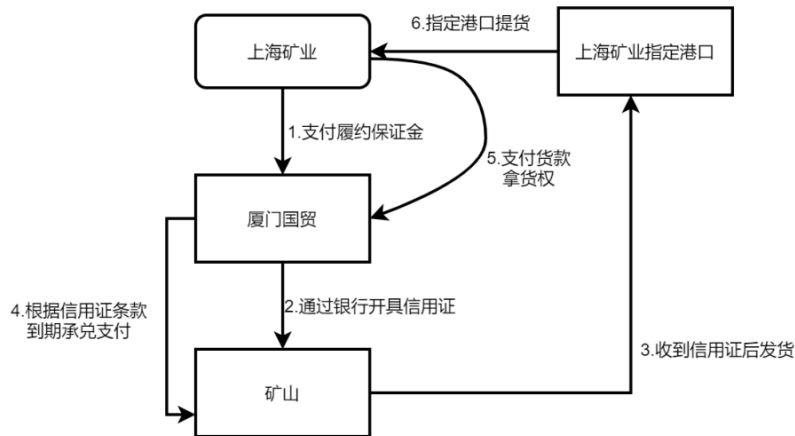 6.指定港口提货
上海矿业
上海矿业指定港口
1.支付履约保证金
5.支付货款
拿货权
厦门国贸
4.根据信用证条款
到期承兑支付
2.通过银行开具信用证
3.收到信用证后发货
矿山